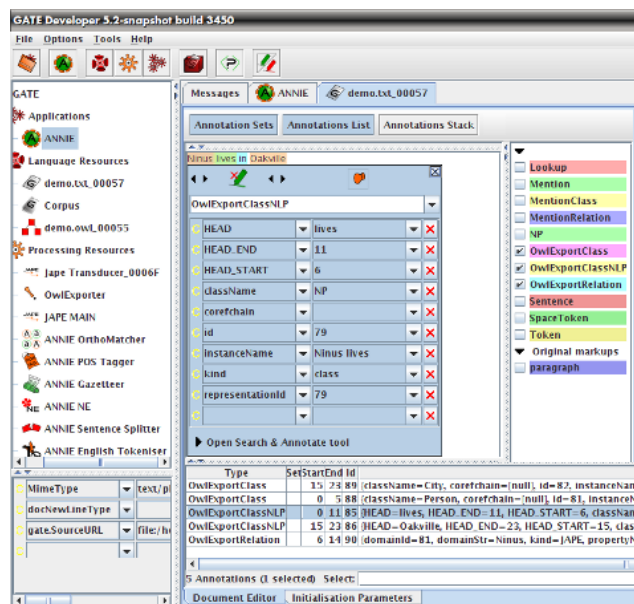 GATE Developer 5.2-snapshot build 3450
File Options Tools Help
GATE
Applications
ANNIE
Language Resources
demo.txt_00057
Corpus
demo.owl_00055
Processing Resources
Jape Transducer_0006F
OwlExporter
JAPE MAIN
ANNIE OrthoMatcher
ANNIE POS Tagger
ANNIE Gazetteer
ANNIE NE
ANNIE Sentence Splitter
ANNIE English Tokeniser
MimeType text/pl
docNewLineType
gate.SourceURL file:/h
Messages ANNIE demo.txt_00057
Annotation Sets Annotations List Annotations Stack
Ninus lives in Oakville
OwlExportClassNLP
C HEAD lives
C HEAD_END 11
C HEAD_START 6
C className NP
C corefchain
C id 79
C instanceName Ninus lives
C kind class
C representationId 79
C
Open Search & Annotate tool
Lookup
Mention
MentionClass
MentionRelation
NP
OwlExportClass
OwlExportClassNLP
OwlExportRelation
Sentence
SpaceToken
Token
Original markups
paragraph
Type Set Start End Id
OwlExportClass 15 23 89 {className=City, corefchain=[null], id=82, instanceNam
OwlExportClass 0 5 88 {className=Person, corefchain=[null], id=81, instanceN
OwlExportClassNLP 0 11 85 {HEAD=lives, HEAD_END=11, HEAD_START=6, classNam
OwlExportClassNLP 15 23 86 {HEAD=Oakville, HEAD_END=23, HEAD_START=15, clas
OwlExportRelation 6 14 90 {domainId=81, domainStr=Ninus, kind=JAPE, propertyN
5 Annotations (1 selected) Select:
Document Editor Initialisation Parameters